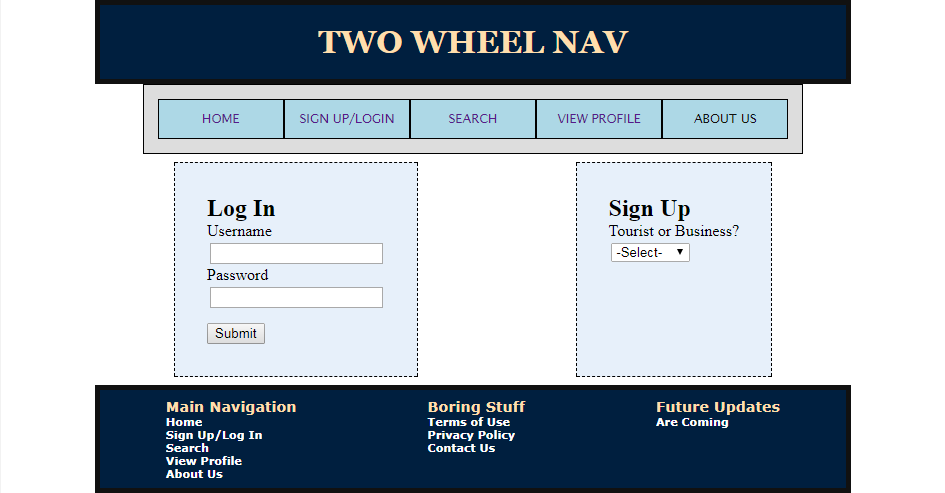 TWO WHEEL NAV
HOME
SIGN UP/LOGIN
SEARCH
VIEW PROFILE
ABOUT US
Log In
Username
Password
Submit
Sign Up
Tourist or Business?
-Select-
Main Navigation
Home
Sign Up/Log In
Search
View Profile
About Us
Boring Stuff
Terms of Use
Privacy Policy
Contact Us
Future Updates
Are Coming